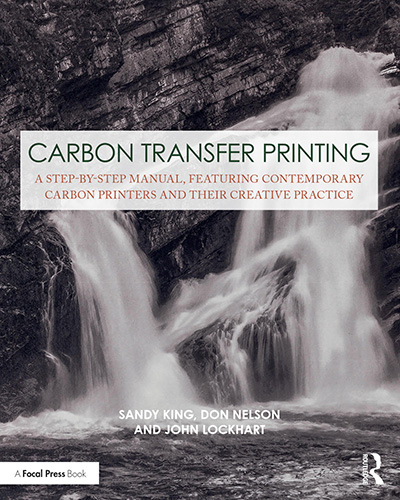 CARBON TRANSFER PRINTING
A STEP-BY-STEP MANUAL, FEATURING CONTEMPORARY
CARBON PRINTERS AND THEIR CREATIVE PRACTICE
SANDY KING, DON NELSON
AND JOHN LOCKHART
A Focal Press Book
R
ROUTLEDGE